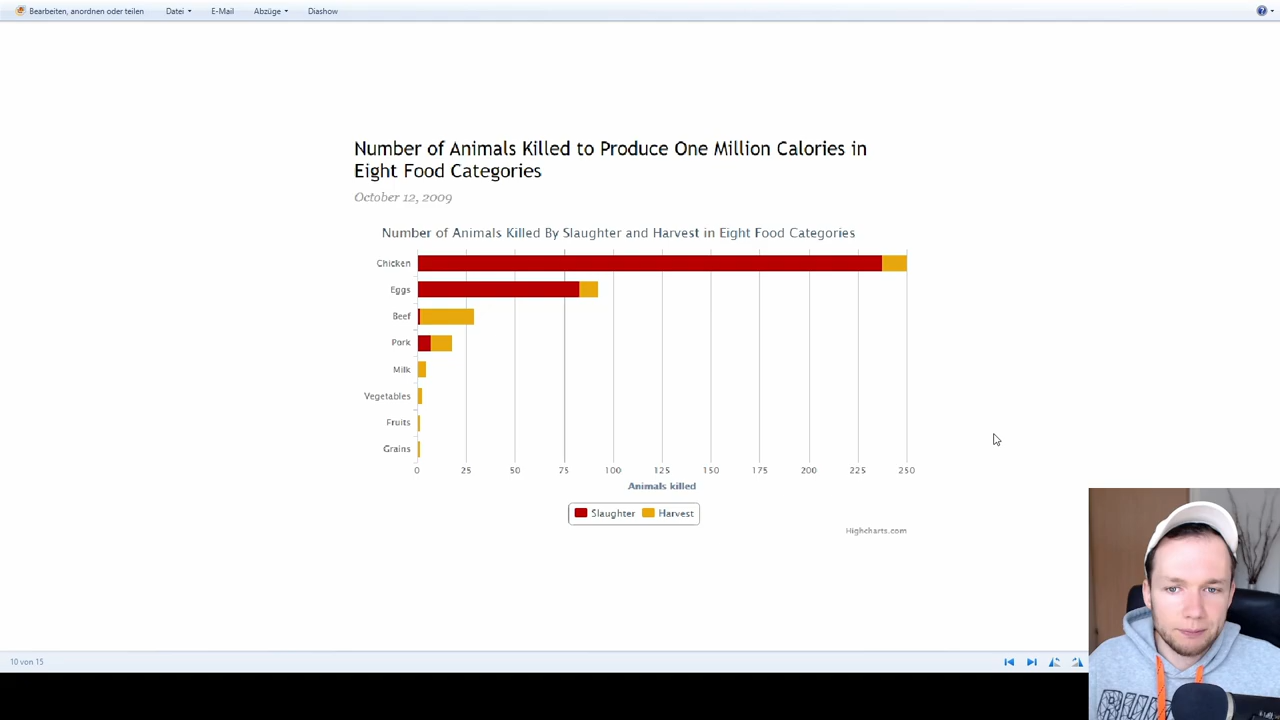 Bearbeiten, anordnen oder teilen Datei E-Mail Abzüge Diashow
Number of Animals Killed to Produce One Million Calories in
Eight Food Categories
October 12, 2009
Number of Animals Killed By Slaughter and Harvest in Eight Food Categories
Chicken
Eggs
Beef
Pork
Milk
Vegetables
Fruits
Grains
0 25 50 75 100 125 150 175 200 225 250
Animals killed
Slaughter Harvest
Highcharts.com
10 von 15